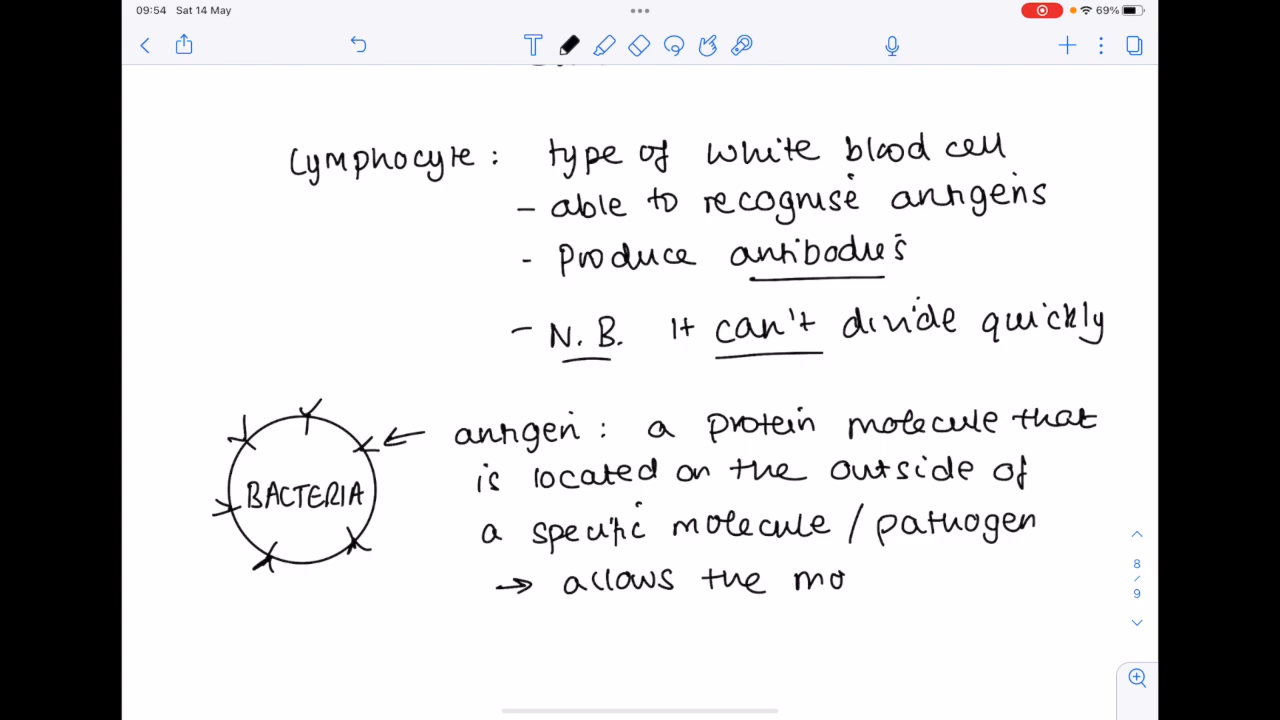 09:54 Sat 14 May
69%
Lymphocyte : type of white blood cell
- able to recognise antigens
- Produce antibodies
- N.B. It can't divide quickly
BACTERIA
antigen : a protein molecule that
is located on the outside of
a specific molecule / pathogen
→ allows the mo
8
/
9